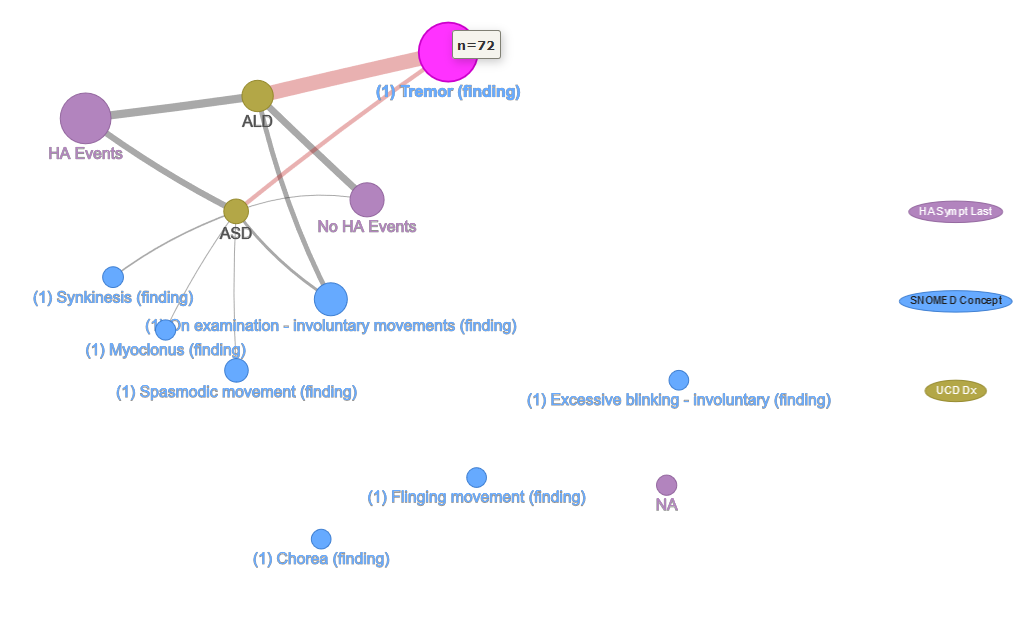 n=72
(1) Tremor (finding)
ALD
HA Events
No HA Events
ASD
(1) Synkinesis (finding)
(1) On examination - involuntary movements (finding)
(1) Myoclonus (finding)
(1) Spasmodic movement (finding)
(1) Excessive blinking - involuntary (finding)
(1) Flinging movement (finding)
NA
(1) Chorea (finding)
HASympt Last
SNOMED Concept
UCD Dx